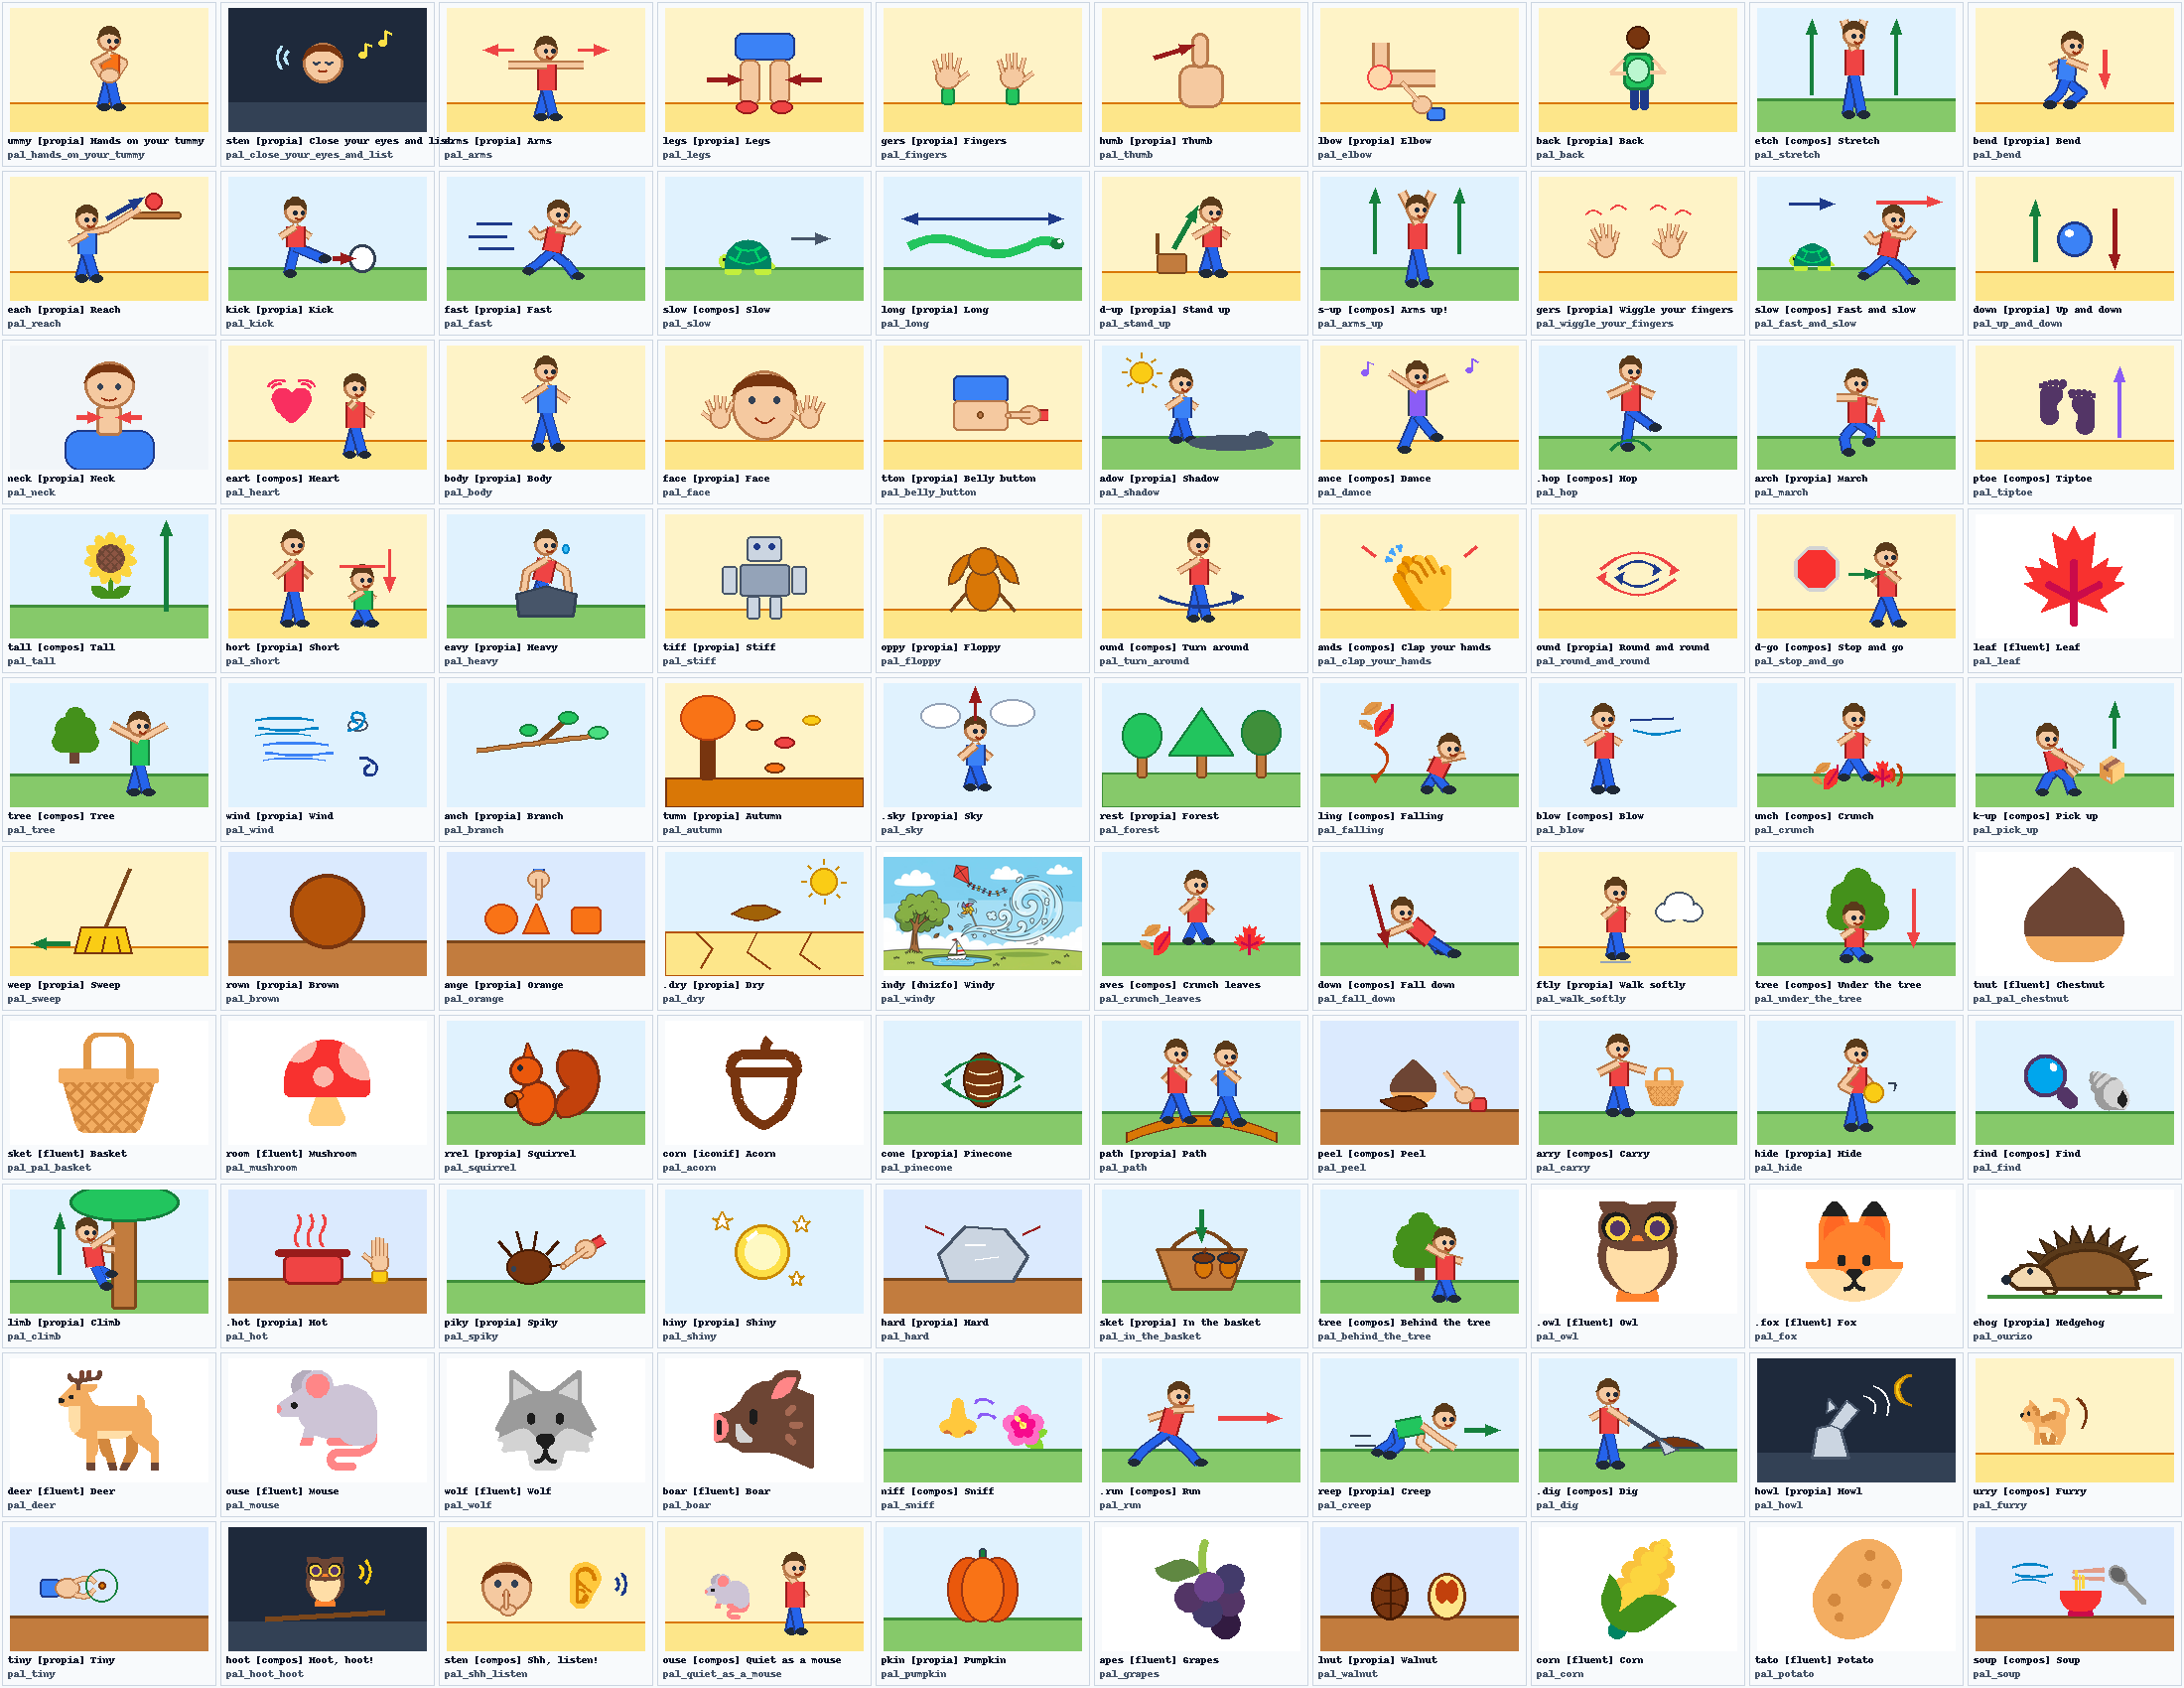 ummy [propia] Hands on your tummy
pal_hands_on_your_tummy
sten [propia] Close your eyes and list
pal_close_your_eyes_and_list
arms [propia] Arms
pal_arms
legs [propia] Legs
pal_legs
gers [propia] Fingers
pal_fingers
humb [propia] Thumb
pal_thumb
lbow [propia] Elbow
pal_elbow
back [propia] Back
pal_back
etch [compos] Stretch
pal_stretch
bend [propia] Bend
pal_bend
each [propia] Reach
pal_reach
kick [propia] Kick
pal_kick
fast [propia] Fast
pal_fast
slow [compos] Slow
pal_slow
long [propia] Long
pal_long
d-up [propia] Stand up
pal_stand_up
s-up [compos] Arms up!
pal_arms_up
gers [propia] Wiggle your fingers
pal_wiggle_your_fingers
slow [compos] Fast and slow
pal_fast_and_slow
down [propia] Up and down
pal_up_and_down
neck [propia] Neck
pal_neck
eart [compos] Heart
pal_heart
body [propia] Body
pal_body
face [propia] Face
pal_face
tton [propia] Belly button
pal_belly_button
adow [propia] Shadow
pal_shadow
ance [compos] Dance
pal_dance
.hop [compos] Hop
pal_hop
arch [propia] March
pal_march
ptoe [compos] Tiptoe
pal_tiptoe
tall [compos] Tall
pal_tall
hort [propia] Short
pal_short
eavy [propia] Heavy
pal_heavy
tiff [propia] Stiff
pal_stiff
oppy [propia] Floppy
pal_floppy
ound [compos] Turn around
pal_turn_around
ands [compos] Clap your hands
pal_clap_your_hands
ound [propia] Round and round
pal_round_and_round
d-go [compos] Stop and go
pal_stop_and_go
leaf [fluent] Leaf
pal_leaf
tree [compos] Tree
pal_tree
wind [propia] Wind
pal_wind
anch [propia] Branch
pal_branch
tumn [propia] Autumn
pal_autumn
.sky [propia] Sky
pal_sky
rest [propia] Forest
pal_forest
ling [compos] Falling
pal_falling
blow [compos] Blow
pal_blow
unch [compos] Crunch
pal_crunch
k-up [compos] Pick up
pal_pick_up
weep [propia] Sweep
pal_sweep
rown [propia] Brown
pal_brown
ange [propia] Orange
pal_orange
.dry [propia] Dry
pal_dry
indy [dnizfo] Windy
pal_windy
aves [compos] Crunch leaves
pal_crunch_leaves
down [compos] Fall down
pal_fall_down
ftly [propia] Walk softly
pal_walk_softly
tree [compos] Under the tree
pal_under_the_tree
tnut [fluent] Chestnut
pal_pal_chestnut
sket [fluent] Basket
pal_pal_basket
room [fluent] Mushroom
pal_mushroom
rrel [propia] Squirrel
pal_squirrel
corn [iconif] Acorn
pal_acorn
cone [propia] Pinecone
pal_pinecone
path [propia] Path
pal_path
peel [compos] Peel
pal_peel
arry [compos] Carry
pal_carry
hide [propia] Hide
pal_hide
find [compos] Find
pal_find
limb [propia] Climb
pal_climb
.hot [propia] Hot
pal_hot
piky [propia] Spiky
pal_spiky
hiny [propia] Shiny
pal_shiny
hard [propia] Hard
pal_hard
sket [propia] In the basket
pal_in_the_basket
tree [compos] Behind the tree
pal_behind_the_tree
.owl [fluent] Owl
pal_owl
.fox [fluent] Fox
pal_fox
ehog [propia] Hedgehog
pal_ourizo
deer [fluent] Deer
pal_deer
ouse [fluent] Mouse
pal_mouse
wolf [fluent] Wolf
pal_wolf
boar [fluent] Boar
pal_boar
niff [compos] Sniff
pal_sniff
.run [compos] Run
pal_run
reep [propia] Creep
pal_creep
.dig [compos] Dig
pal_dig
howl [propia] Howl
pal_howl
urry [compos] Furry
pal_furry
tiny [propia] Tiny
pal_tiny
hoot [compos] Hoot, hoot!
pal_hoot_hoot
sten [compos] Shh, listen!
pal_shh_listen
ouse [compos] Quiet as a mouse
pal_quiet_as_a_mouse
pkin [propia] Pumpkin
pal_pumpkin
apes [fluent] Grapes
pal_grapes
lnut [propia] Walnut
pal_walnut
corn [fluent] Corn
pal_corn
tato [fluent] Potato
pal_potato
soup [compos] Soup
pal_soup